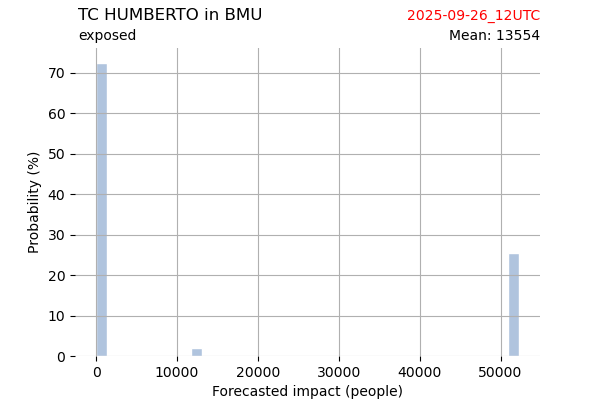 TC HUMBERTO in BMU
2025-09-26_12UTC
exposed
Mean: 13554
Probability (%)
70
60
50
40
30
20
10
0
0 10000 20000 30000 40000 50000
Forecasted impact (people)